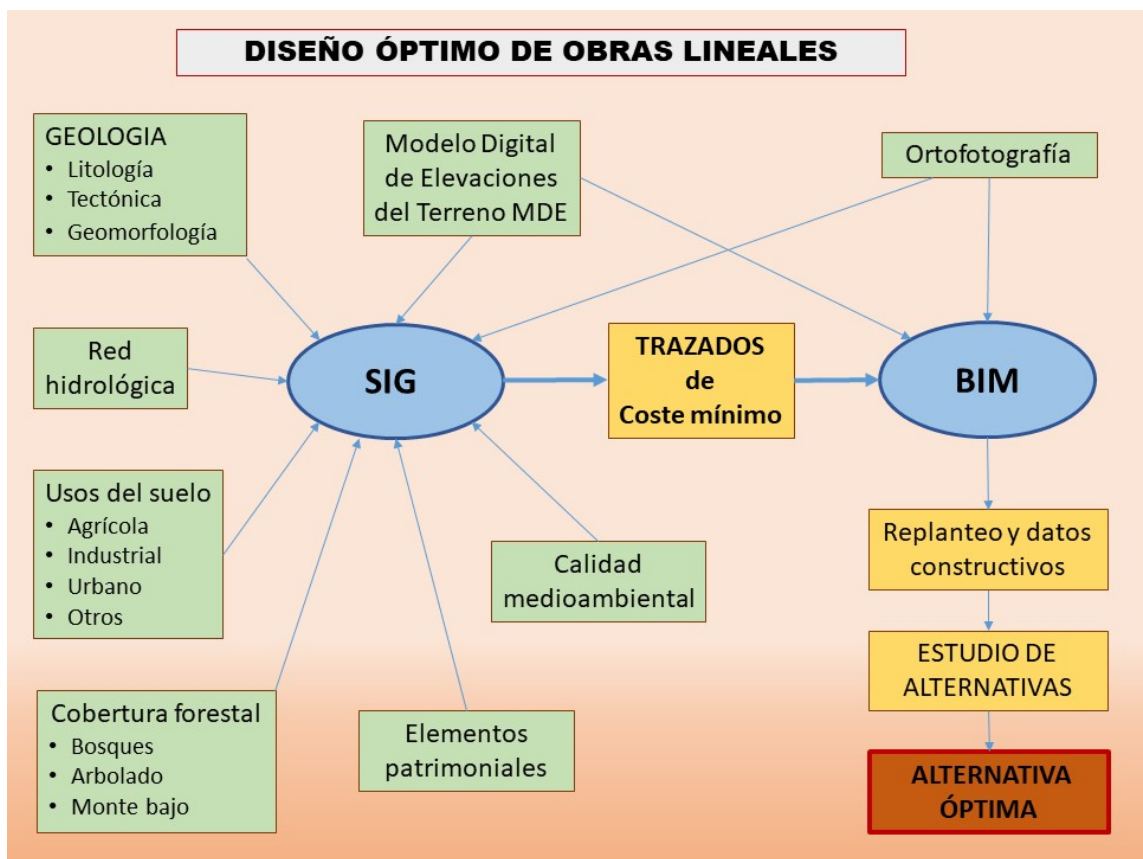 DISEÑO ÓPTIMO DE OBRAS LINEALES
GEOLOGIA
• Litología
• Tectónica
• Geomorfología
Modelo Digital
de Elevaciones
del Terreno MDE
Ortofotografía
Red
hidrológica
SIG
TRAZADOS
de
Coste mínimo
BIM
Usos del suelo
• Agrícola
• Industrial
• Urbano
• Otros
Calidad
medioambiental
Replanteo y datos
constructivos
ESTUDIO DE
ALTERNATIVAS
Cobertura forestal
• Bosques
• Arbolado
• Monte bajo
Elementos
patrimoniales
ALTERNATIVA
ÓPTIMA